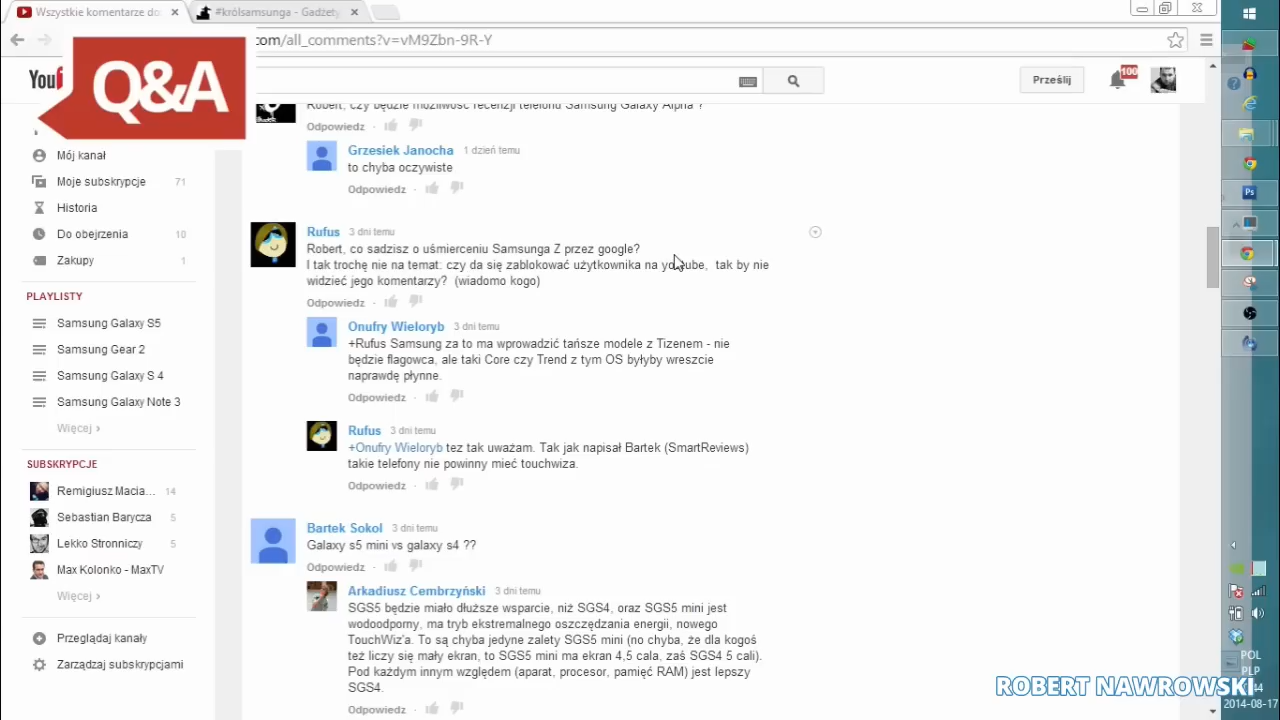 Wszystkie komentarze do:
#królsamsunga - Gadżety
com/all_comments?v=vM9Zbn-9R-Y
You
Q&A
Prześlij
100
Mój kanał
Moje subskrypcje 71
Historia
Do obejrzenia 10
Zakupy 1
PLAYLISTY
Samsung Galaxy S5
Samsung Gear 2
Samsung Galaxy S 4
Samsung Galaxy Note 3
Więcej ›
SUBSKRYPCJE
Remigiusz Macia... 14
Sebastian Barycza 5
Lekko Stronniczy 5
Max Kolonko - MaxTV
Więcej ›
Przeglądaj kanały
Zarządzaj subskrypcjami
Robert, czy będzie możliwość recenzji telefonu Samsung Galaxy Alpha ?
Odpowiedz ·
Grzesiek Janocha 1 dzień temu
to chyba oczywiste
Odpowiedz ·
Rufus 3 dni temu
Robert, co sadzisz o uśmierceniu Samsunga Z przez google?
I tak trochę nie na temat: czy da się zablokować użytkownika na youtube, tak by nie
widzieć jego komentarzy? (wiadomo kogo)
Odpowiedz ·
Onufry Wieloryb 3 dni temu
+Rufus Samsung za to ma wprowadzić tańsze modele z Tizenem - nie
będzie flagowca, ale taki Core czy Trand z tym OS byłyby wreszcie
naprawdę płynne.
Odpowiedz ·
Rufus 3 dni temu
+Onufry Wieloryb tez tak uważam. Tak jak napisał Bartek (SmartReviews)
takie telefony nie powinny mieć touchwiza.
Odpowiedz ·
Bartek Sokol 3 dni temu
Galaxy s5 mini vs galaxy s4 ??
Odpowiedz ·
Arkadiusz Cembrzyński 3 dni temu
SGS5 będzie miało dłuższe wsparcie, niż SGS4, oraz SGS5 mini jest
wodoodporny, ma tryb ekstremalnego oszczędzania energii, nowego
TouchWiz'a. To są chyba jedyne zalety SGS5 mini (no chyba, że dla kogoś
też liczy się mały ekran, to SGS5 mini ma ekran 4,5 cala, zaś SGS4 5 cali).
Pod każdym innym względem (aparat, procesor, pamięć RAM) jest lepszy
SGS4.
Odpowiedz ·
Ps
POL
PLP
ROBERT NAWROWSKI
2014-08-17